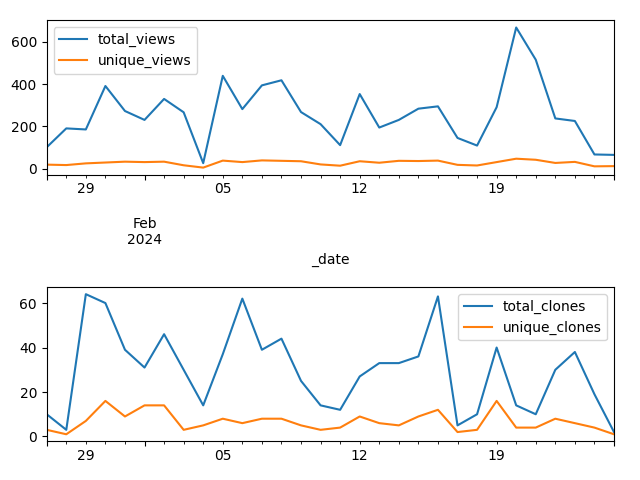 total_views
unique_views
600
400
200
0
29 05 12 19
Feb
2024
_date
total_clones
unique_clones
60
40
20
0
29 05 12 19